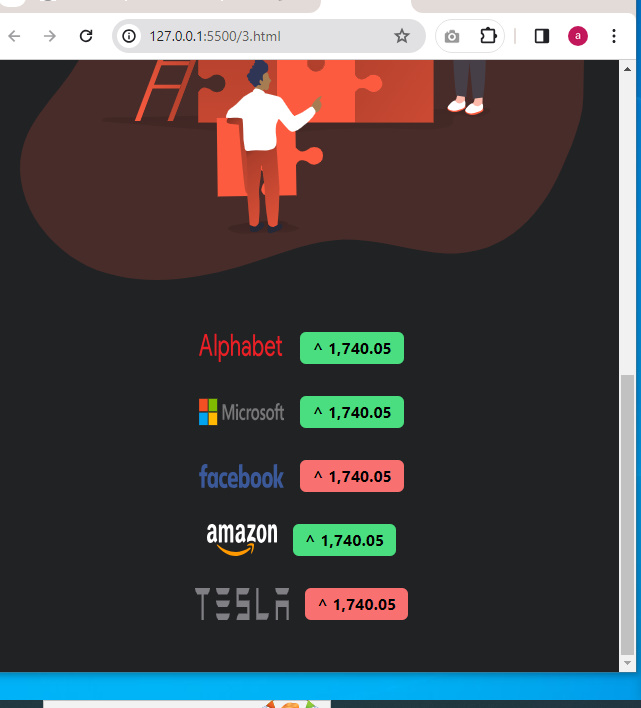 127.0.0.1:5500/3.html
a
Alphabet ^ 1,740.05
Microsoft ^ 1,740.05
facebook ^ 1,740.05
amazon ^ 1,740.05
TESLA ^ 1,740.05